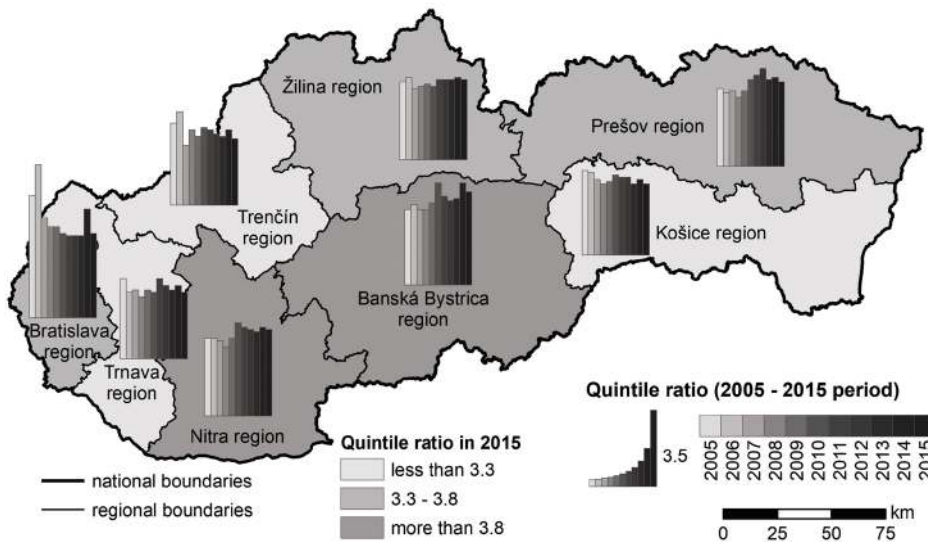 Žilina region
Prešov region
Trenčín
region
Košice region
Banská Bystrica
region
Bratislava
region
Trnava
region
Nitra region
Quintile ratio in 2015
less than 3.3
3.3 - 3.8
more than 3.8
national boundaries
regional boundaries
Quintile ratio (2005 - 2015 period)
3.5
2005
2006
2007
2008
2009
2010
2011
2012
2013
2014
2015
km
0 25 50 75